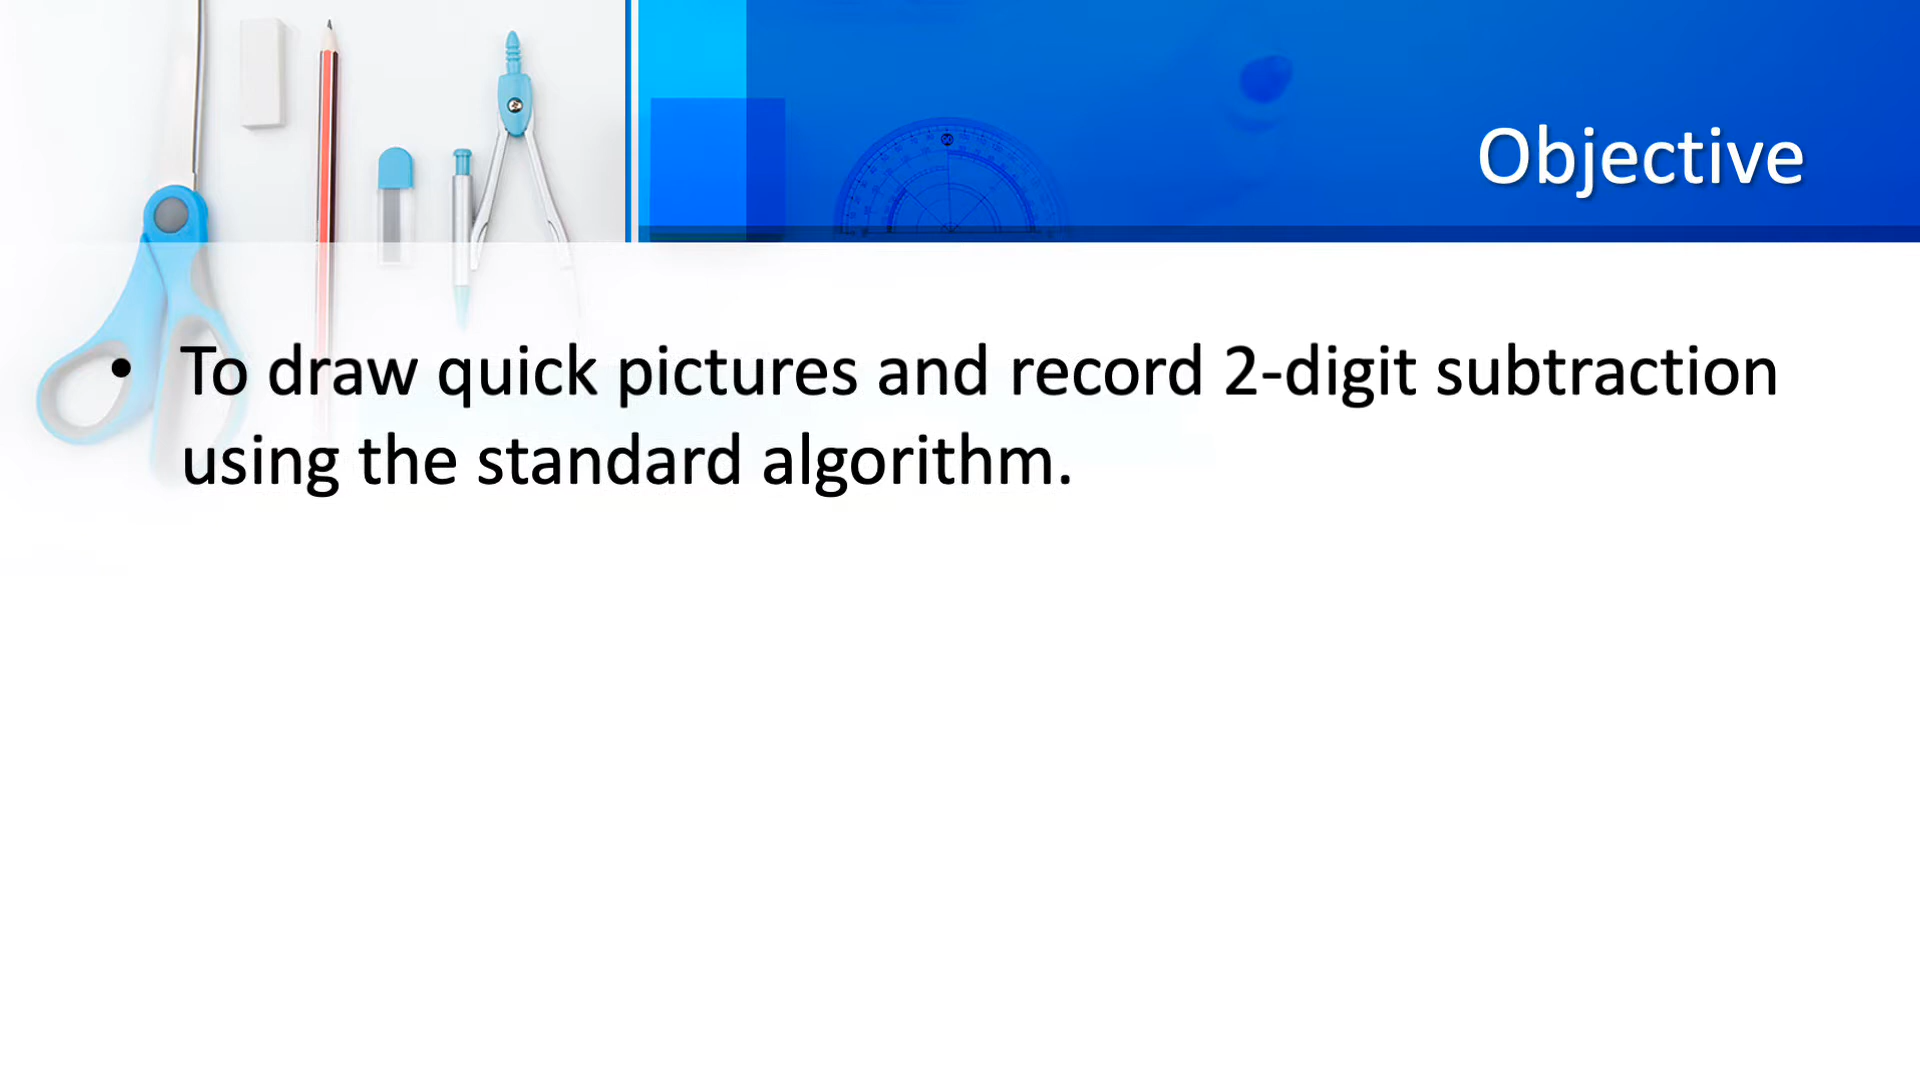 Objective
• To draw quick pictures and record 2-digit subtraction
using the standard algorithm.